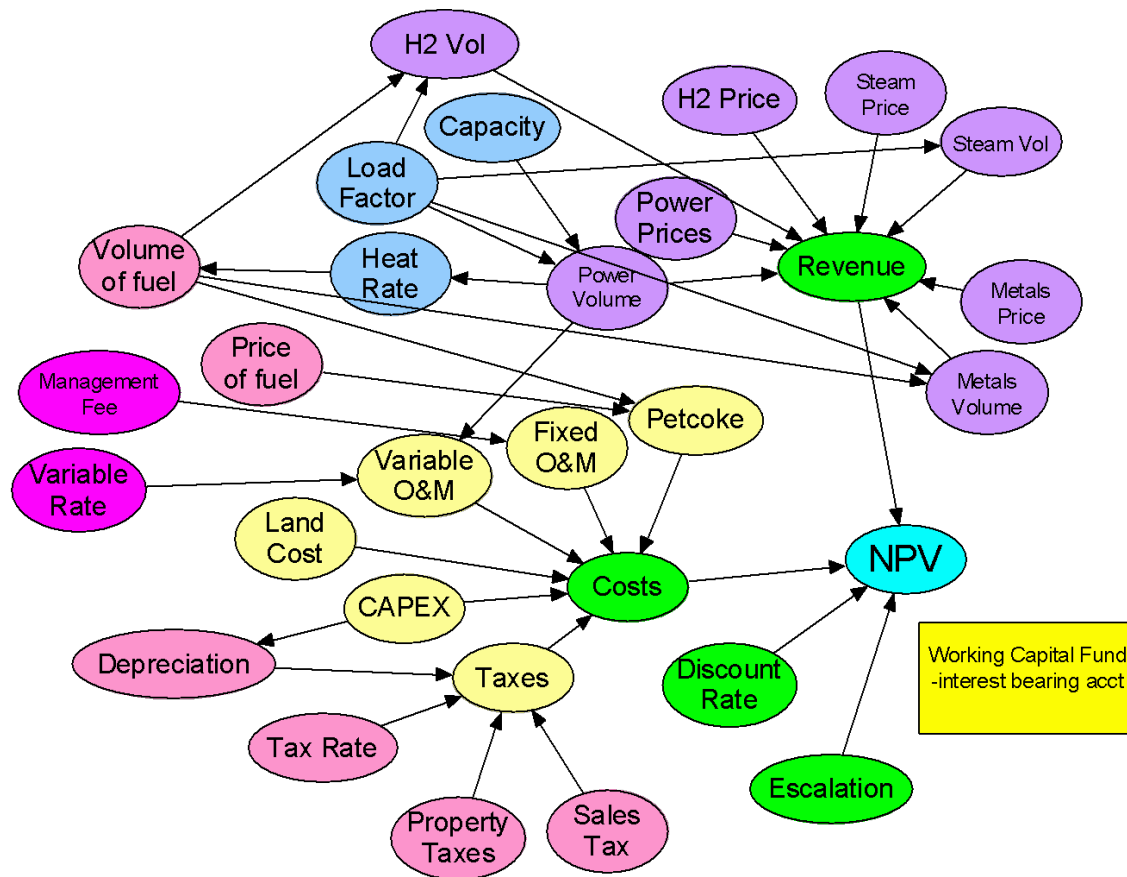 H2 Vol
Steam
Price
H2 Price
Capacity
Steam Vol
Load
Factor
Power
Prices
Volume
of fuel
Heat
Rate
Power
Volume
Revenue
Metals
Price
Price
of fuel
Management
Fee
Metals
Volume
Petcoke
Fixed
O&M
Variable
O&M
Variable
Rate
Land
Cost
NPV
Costs
CAPEX
Depreciation
Taxes
Discount
Rate
Working Capital Fund
-interest bearing acct
Tax Rate
Escalation
Property
Taxes
Sales
Tax